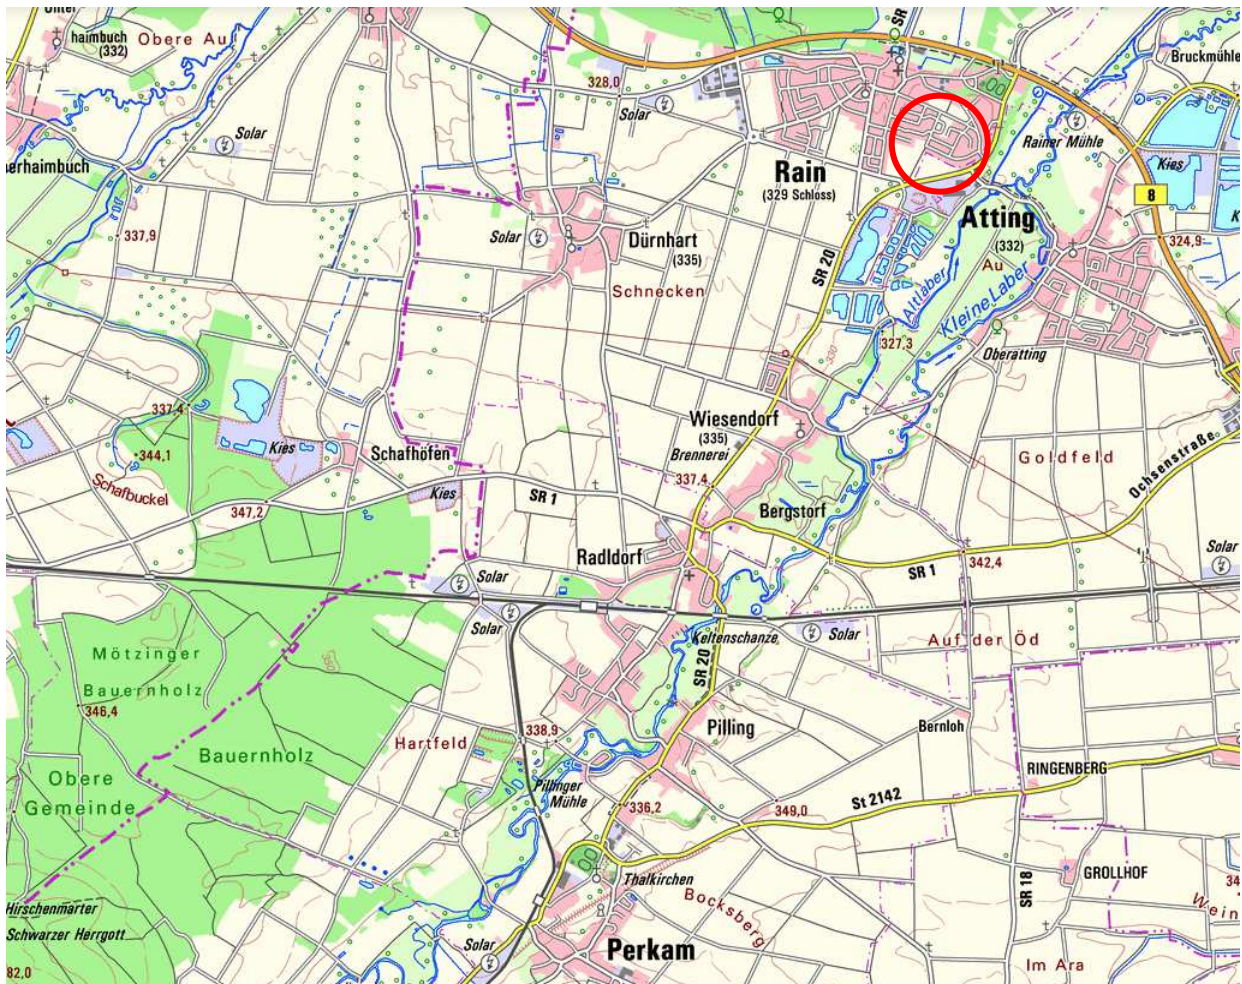 haimbuch
(332)
Obere Au
SR
Bruckmühle
328,0
Solar
Solar
Rainer Mühle
Kies
Rain
(329 Schloss)
8
Atting
(332)
Au
324,9
337,9
Solar
Dürnhart
(335)
Schnecken
SR 20
Altlaber
Kleine Laber
327,3
330
Oberatting
337,4
344,1
Schafbuckel
Kies
Schafhöfen
Kies
347,2
SR 1
Wiesendorf
(335)
Brennerei
337,4
Bergstorf
Goldfeld
Ochsenstraße
Radldorf
SR 1
342,4
Solar
Solar
Solar
Keltenschanze
Solar
Auf der Öd
SR 20
Mötzinger
Bauernholz
346,4
Bauernholz
Hartfeld
338,9
Pilling
Bernloh
Obere
Gemeinde
Pillinger
Mühle
336,2
349,0
St 2142
RINGENBERG
Thalkirchen
SR 18
GROLLHOF
Hirschenmarter
Schwarzer Herrgott
Bocksberg
Solar
Perkam
Im Ara
82,0